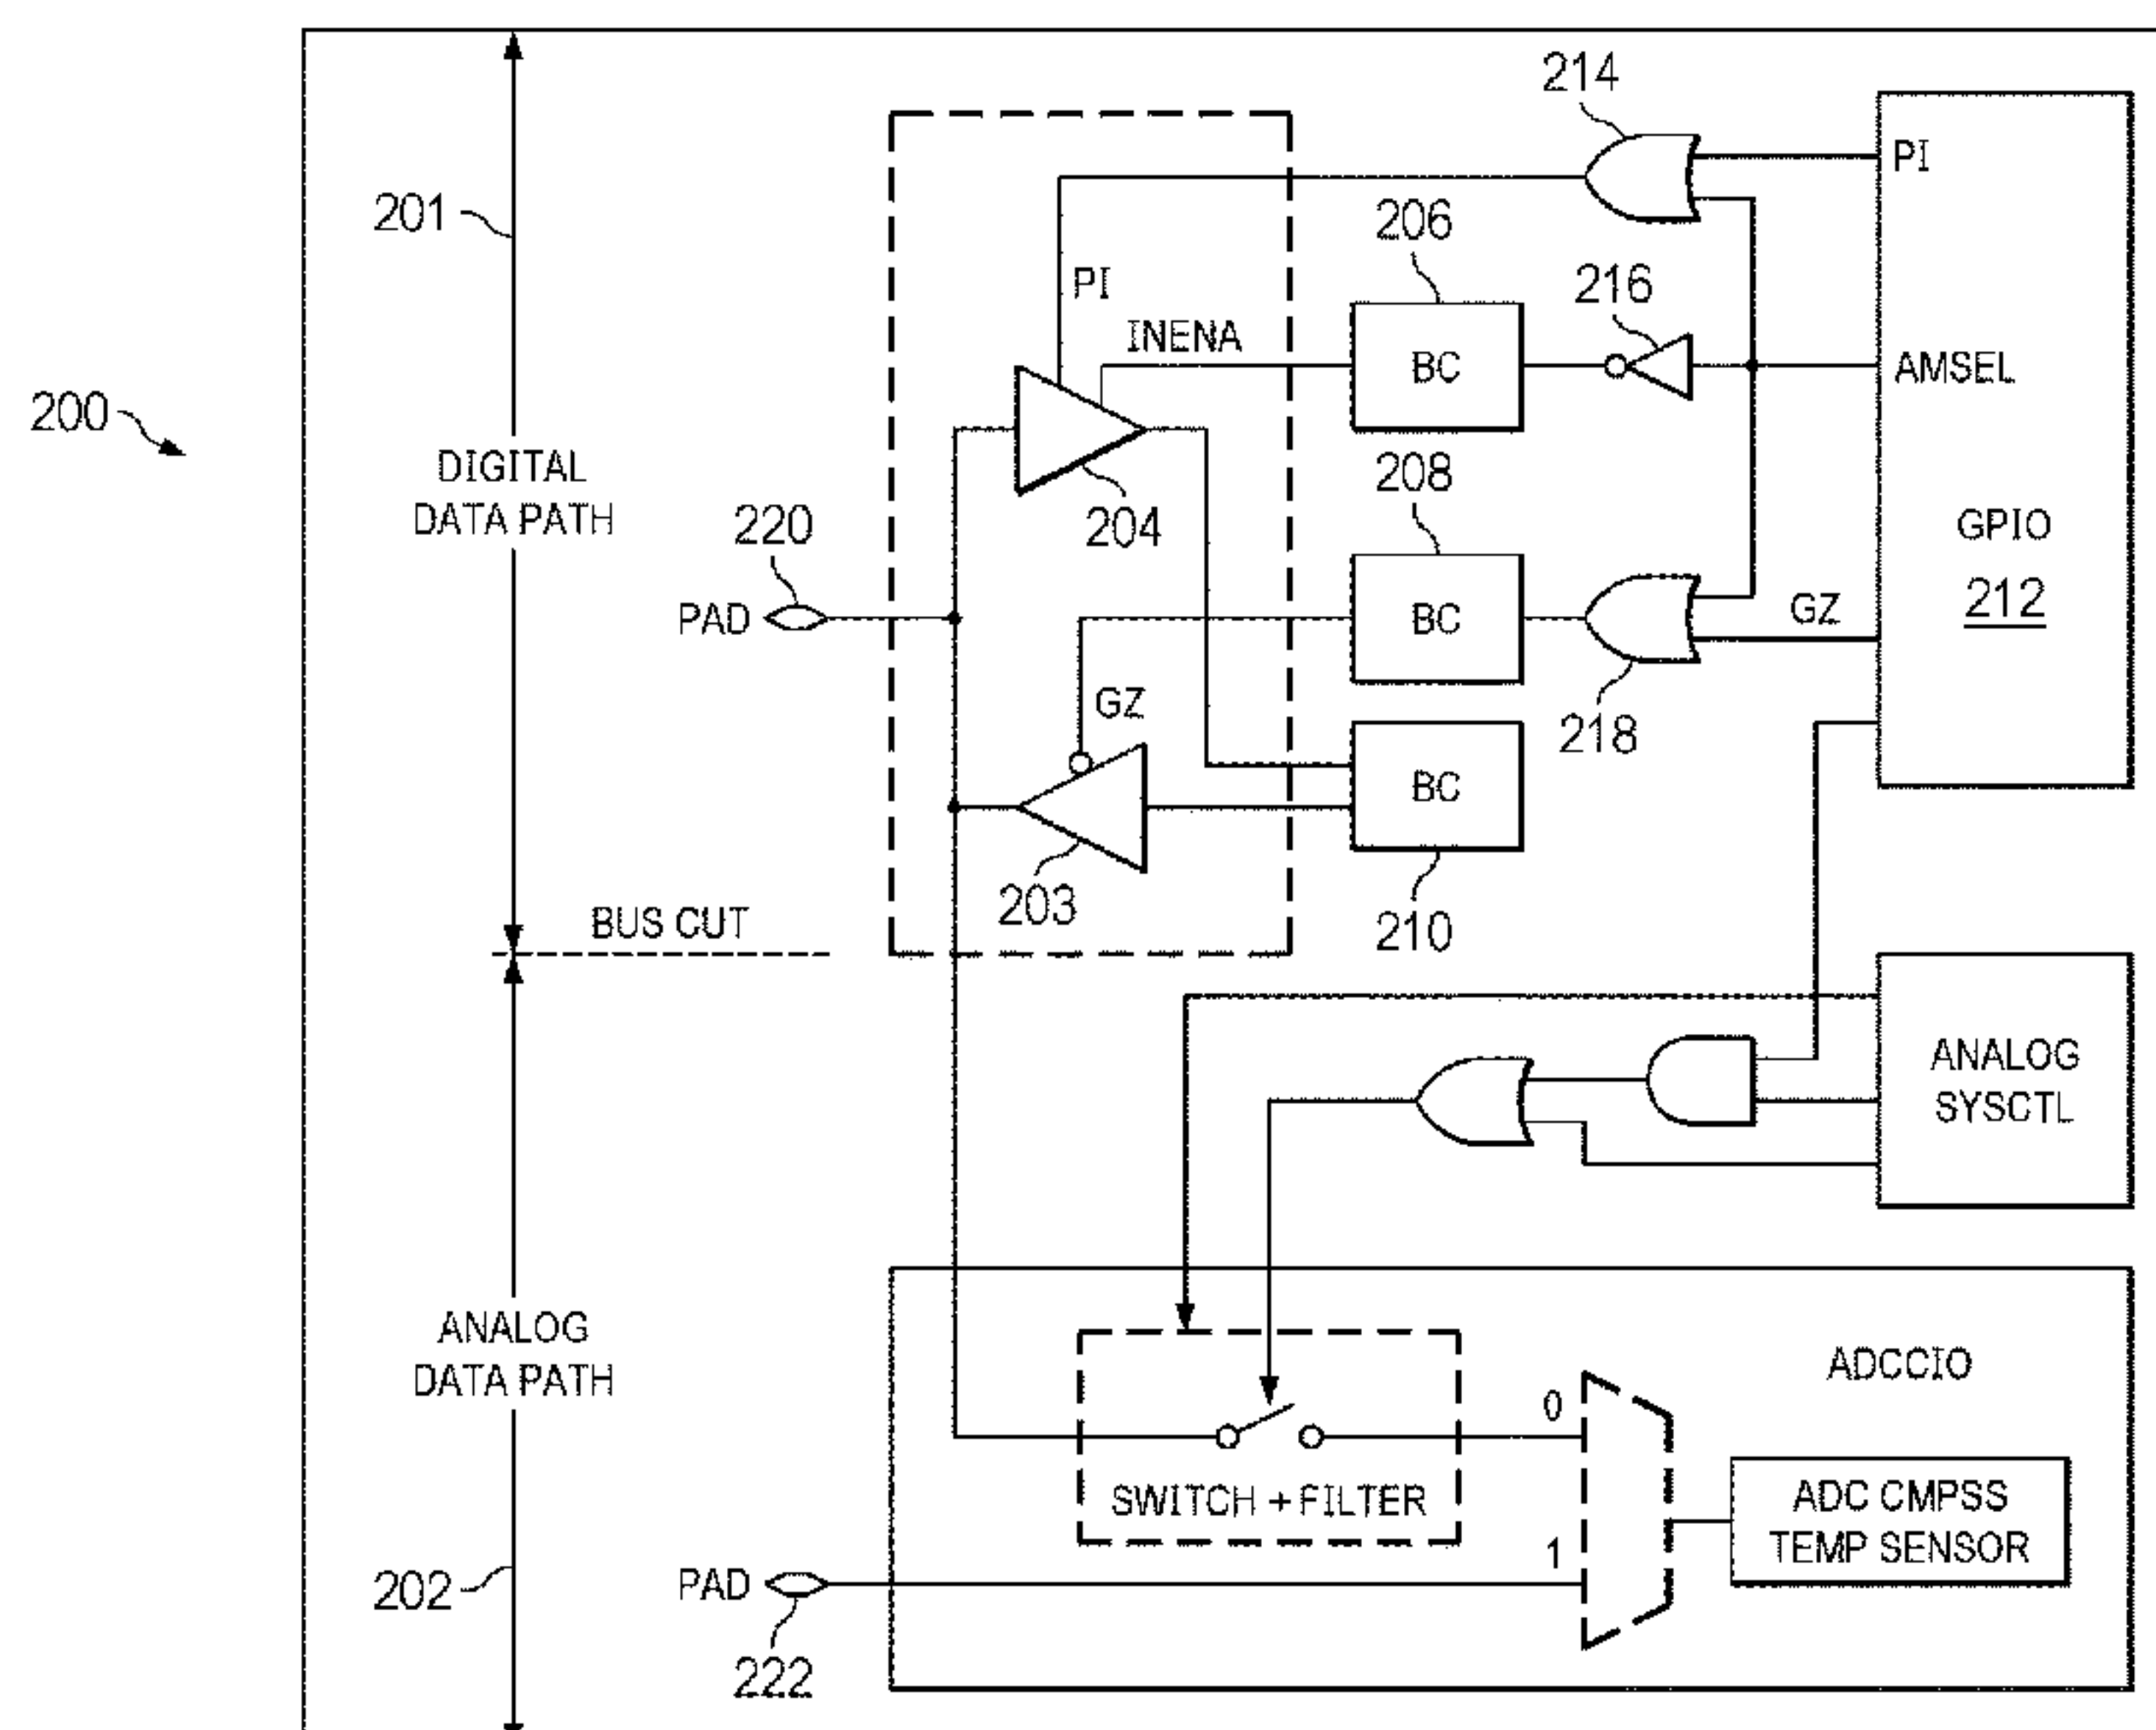 200
201
DIGITAL
DATA PATH
BUS CUT
ANALOG
DATA PATH
202
PAD
220
PI
INENA
204
GZ
203
206
BC
208
BC
BC
210
214
216
218
GZ
PI
AMSEL
GPIO
212
ANALOG
SYSCTL
ADCCIO
SWITCH + FILTER
0
1
ADC CMPSS
TEMP SENSOR
PAD
222